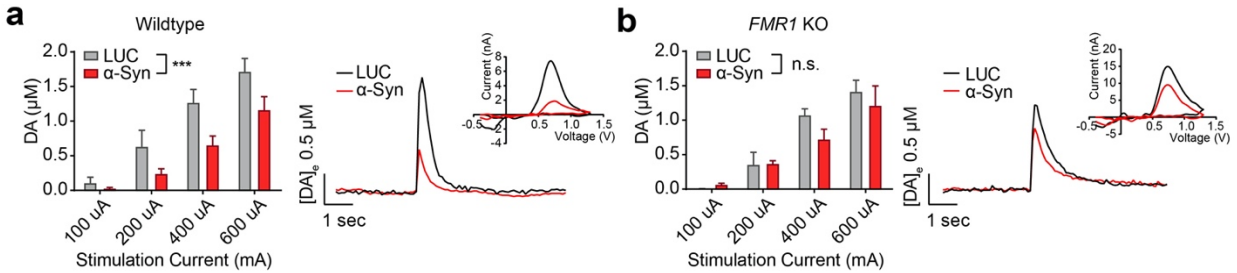 a
Wildtype
LUC
α-Syn
***
DA (µM)
2.0
1.5
1.0
0.5
0.0
100 uA
200 uA
400 uA
600 uA
Stimulation Current (mA)
[DA]e 0.5 µM
1 sec
LUC
α-Syn
Current (nA)
8
6
4
2
-2
-4
-0.5
0.5
1.0
1.5
Voltage (V)
b
FMR1 KO
LUC
α-Syn
n.s.
DA (µM)
2.0
1.5
1.0
0.5
0.0
100 uA
200 uA
400 uA
600 uA
Stimulation Current (mA)
[DA]e 0.5 µM
1 sec
LUC
α-Syn
Current (nA)
20
15
10
5
-5
-0.5
0.5
1.0
1.5
Voltage (V)